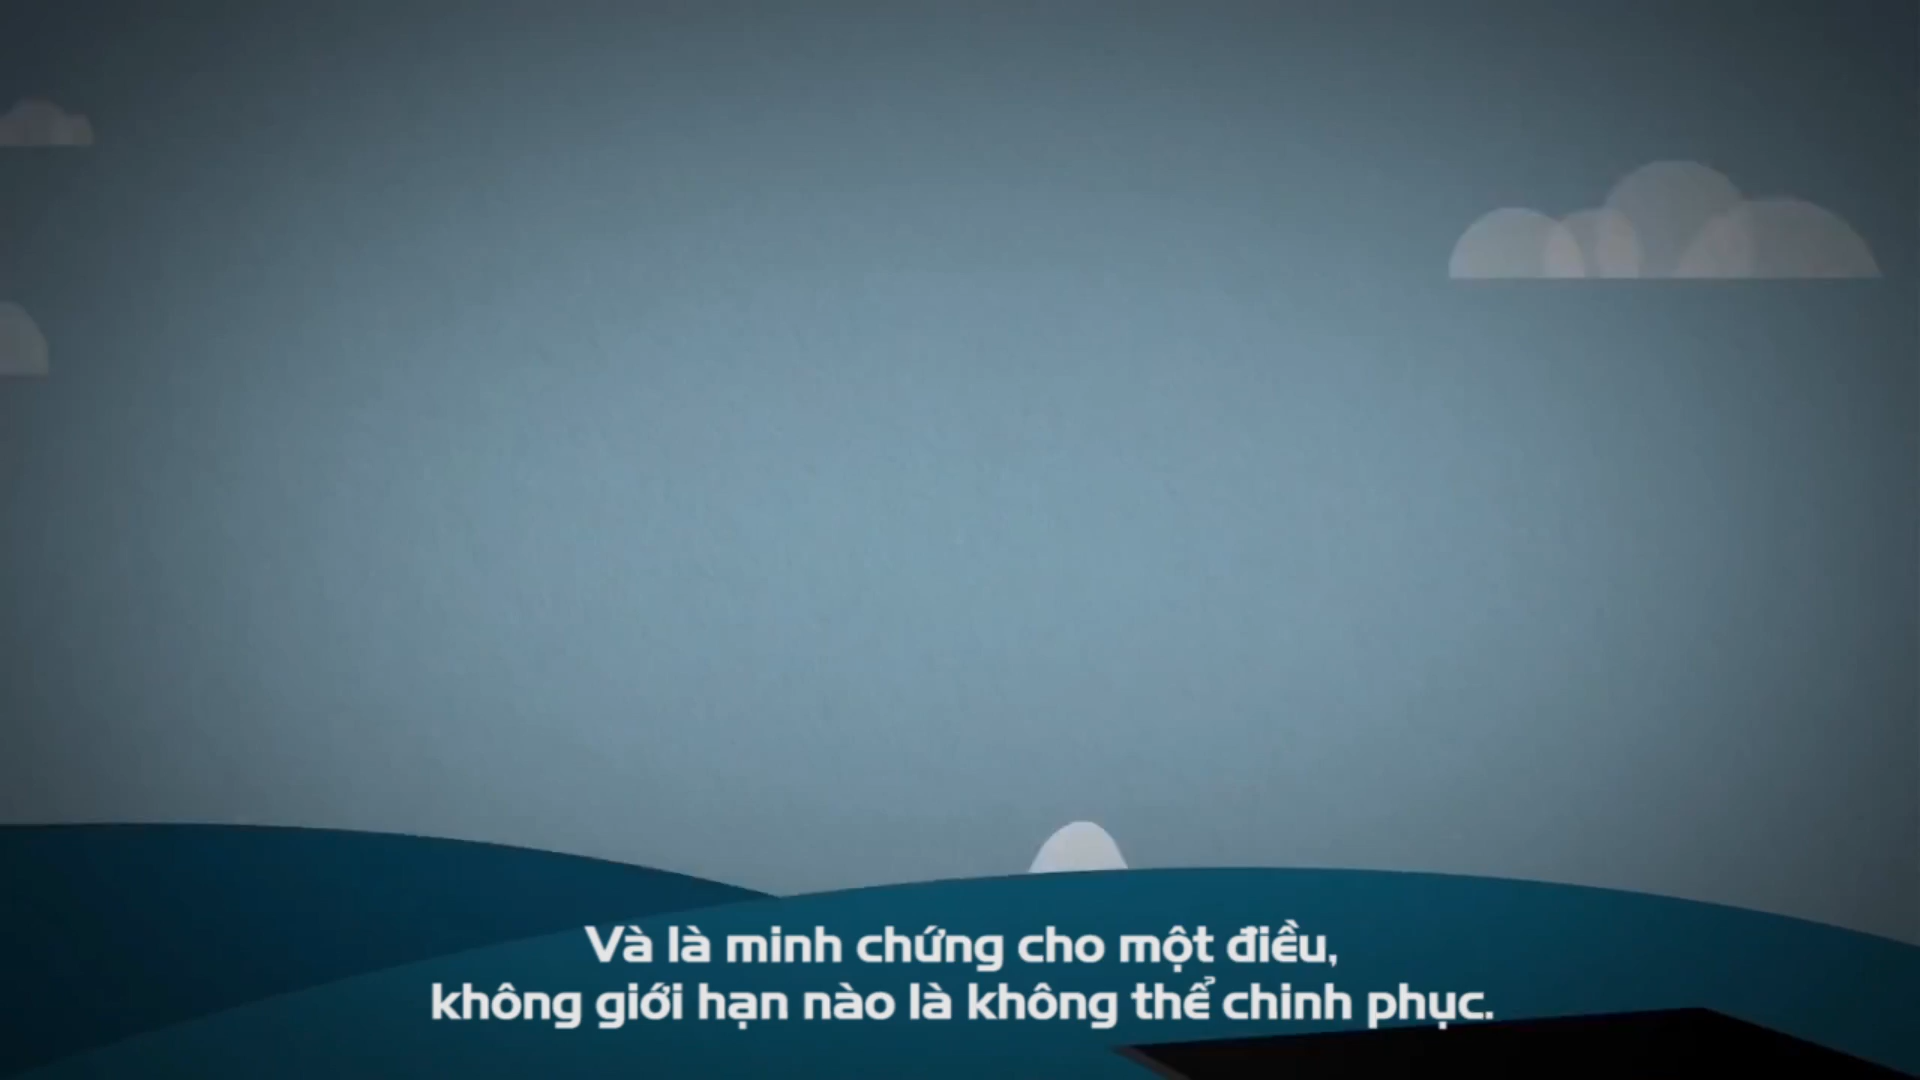 Và là minh chứng cho một điều,
không giới hạn nào là không thể chinh phục.